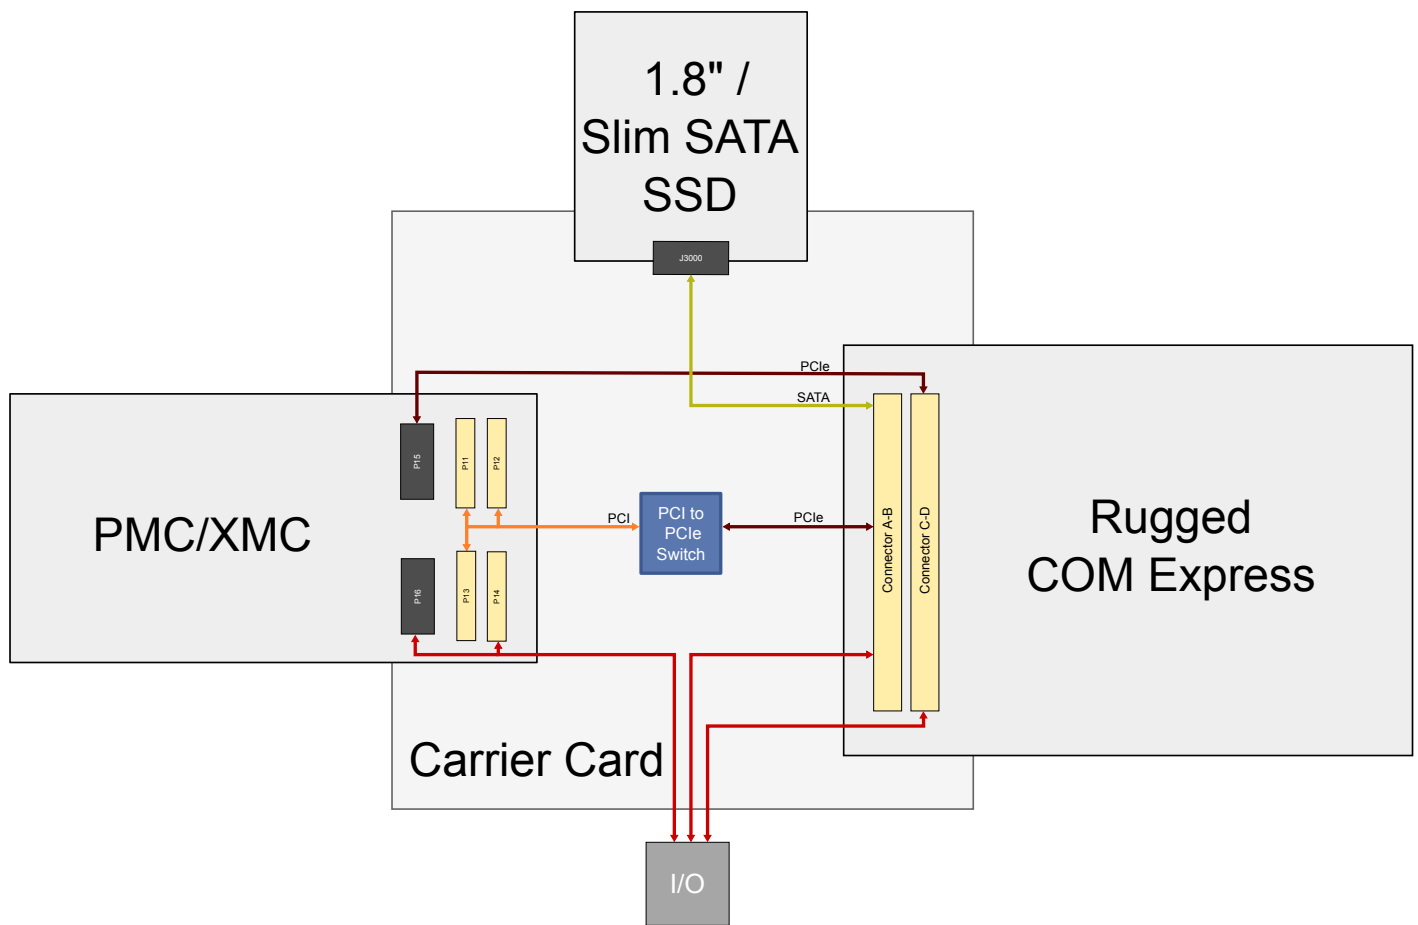 1.8" /
Slim SATA
SSD
J3000
PCIe
SATA
P15
P11
P12
PMC/XMC
PCI
PCI to
PCIe
Switch
PCIe
Connector A-B
Connector C-D
Rugged
COM Express
P16
P13
P14
Carrier Card
I/O